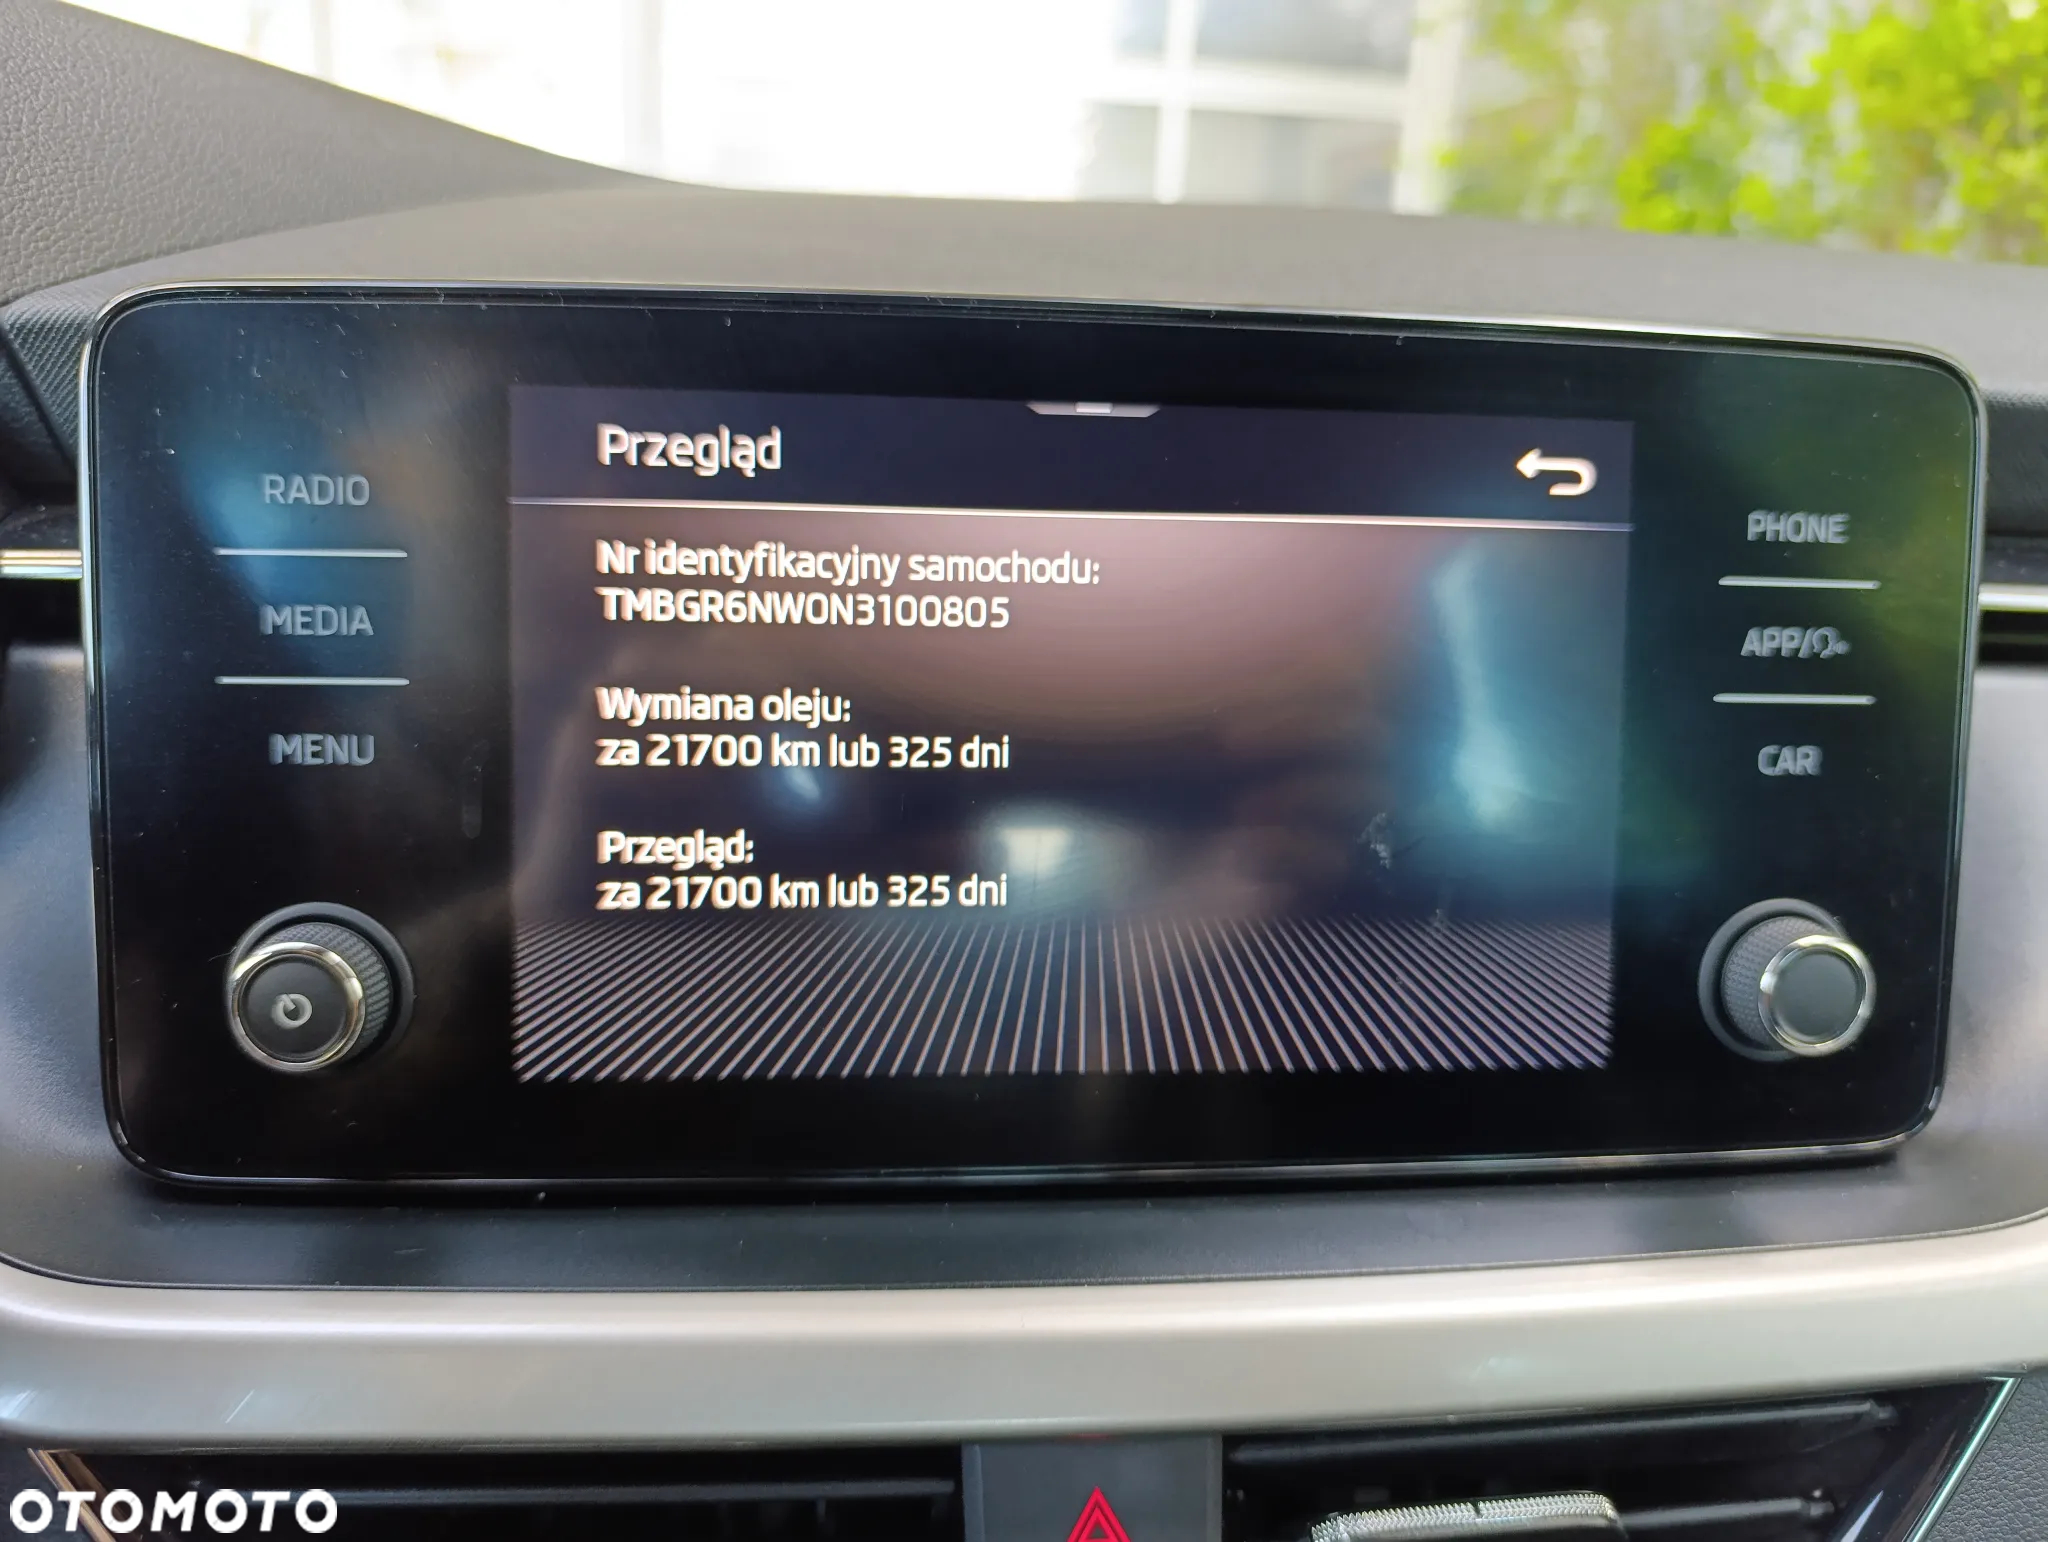 Przegląd
Nr identyfikacyjny samochodu:
TMBGR6NW0N3100805
Wymiana oleju:
za 21700 km lub 325 dni
Przegląd:
za 21700 km lub 325 dni
RADIO
MEDIA
MENU
PHONE
APP/
CAR
OTOMOTO